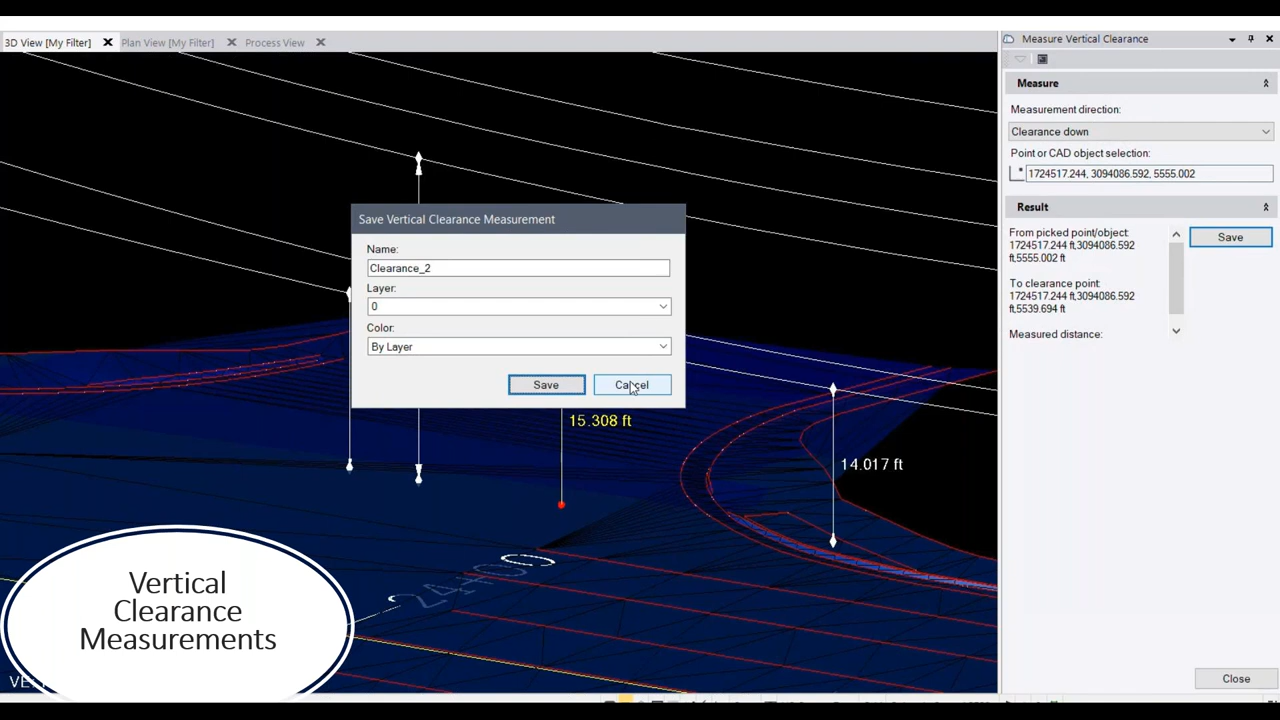 3D View [My Filter]
Plan View [My Filter]
Process View
Measure Vertical Clearance
Measure
Measurement direction:
Clearance down
Point or CAD object selection:
1724517.244, 3094086.592, 5555.002
Result
From picked point/object:
1724517.244 ft,3094086.592
ft,5555.002 ft
Save
To clearance point:
1724517.244 ft,3094086.592
ft,5539.694 ft
Measured distance:
Save Vertical Clearance Measurement
Name:
Clearance_2
Layer:
0
Color:
By Layer
Save
Cancel
15.308 ft
14.017 ft
24+00
Vertical
Clearance
Measurements
Close